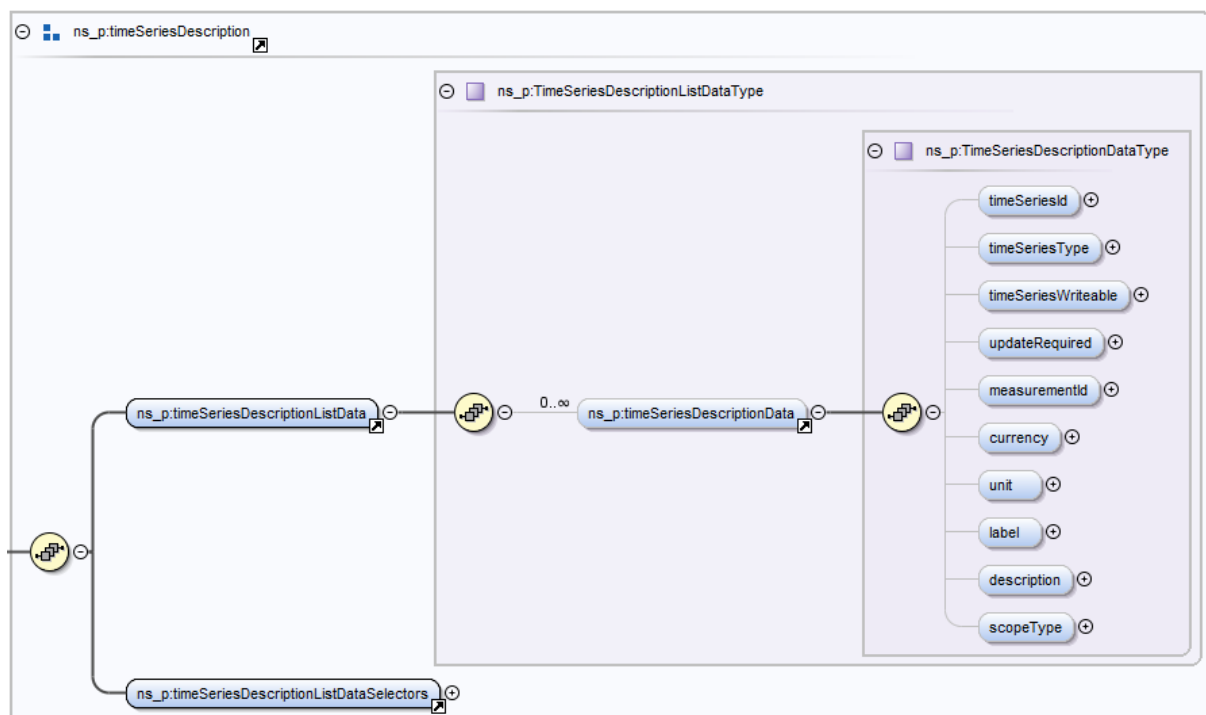 ns_p:timeSeriesDescription
ns_p:TimeSeriesDescriptionListDataType
ns_p:TimeSeriesDescriptionDataType
timeSeriesId
timeSeriesType
timeSeriesWriteable
updateRequired
measurementId
ns_p:timeSeriesDescriptionListData
0..∞
ns_p:timeSeriesDescriptionData
currency
unit
label
description
scopeType
ns_p:timeSeriesDescriptionListDataSelectors